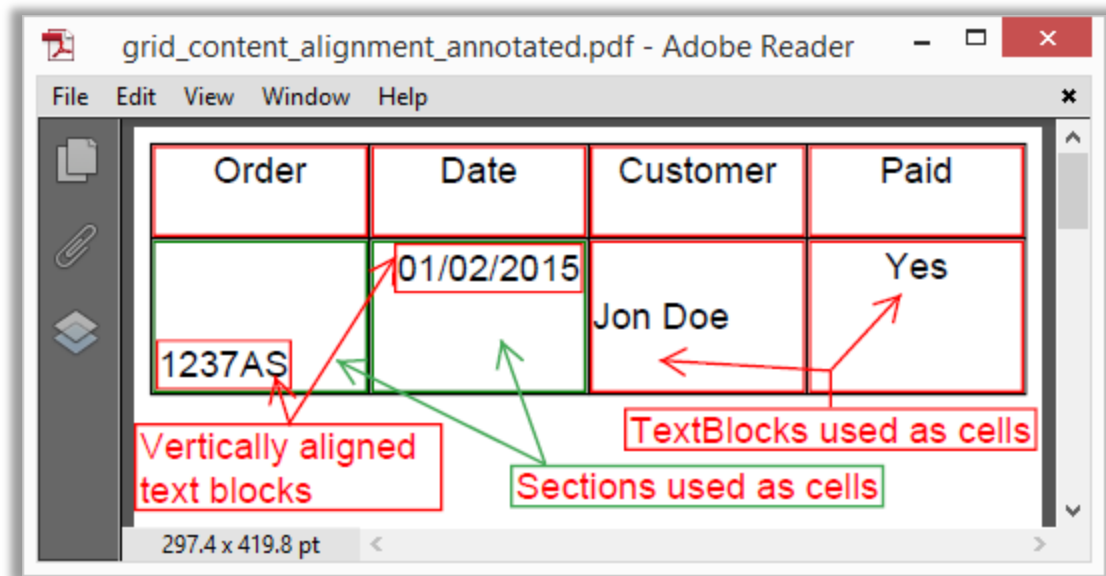 grid_content_alignment_annotated.pdf - Adobe Reader
File Edit View Window Help
Order Date Customer Paid
01/02/2015 Yes
Jon Doe
1237AS
TextBlocks used as cells
Vertically aligned
text blocks
Sections used as cells
297.4 x 419.8 pt